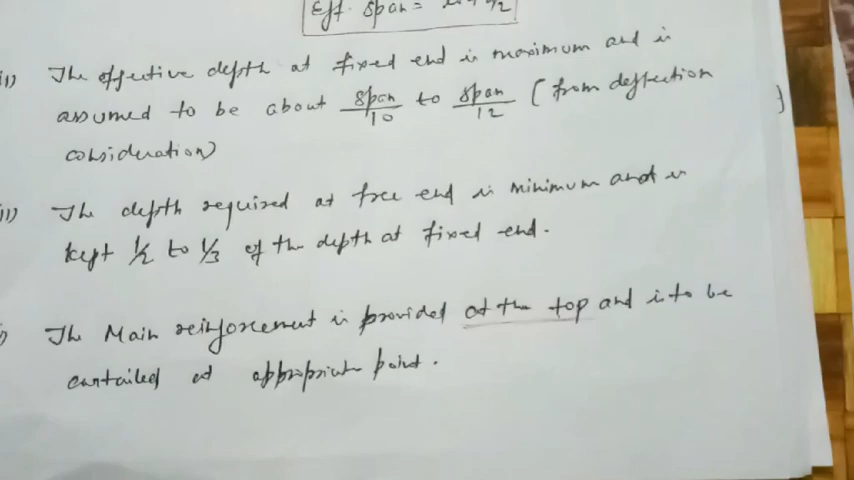 Eff. Span =
ii) The effective depth at fixed end is maximum and is
assumed to be about span/10 to span/12 (from deflection
consideration)
iii) The depth required at free end is minimum and is
kept 1/2 to 1/3 of the depth at fixed end.
The Main reinforcement is provided at the top and is to be
curtailed at appropriate point.